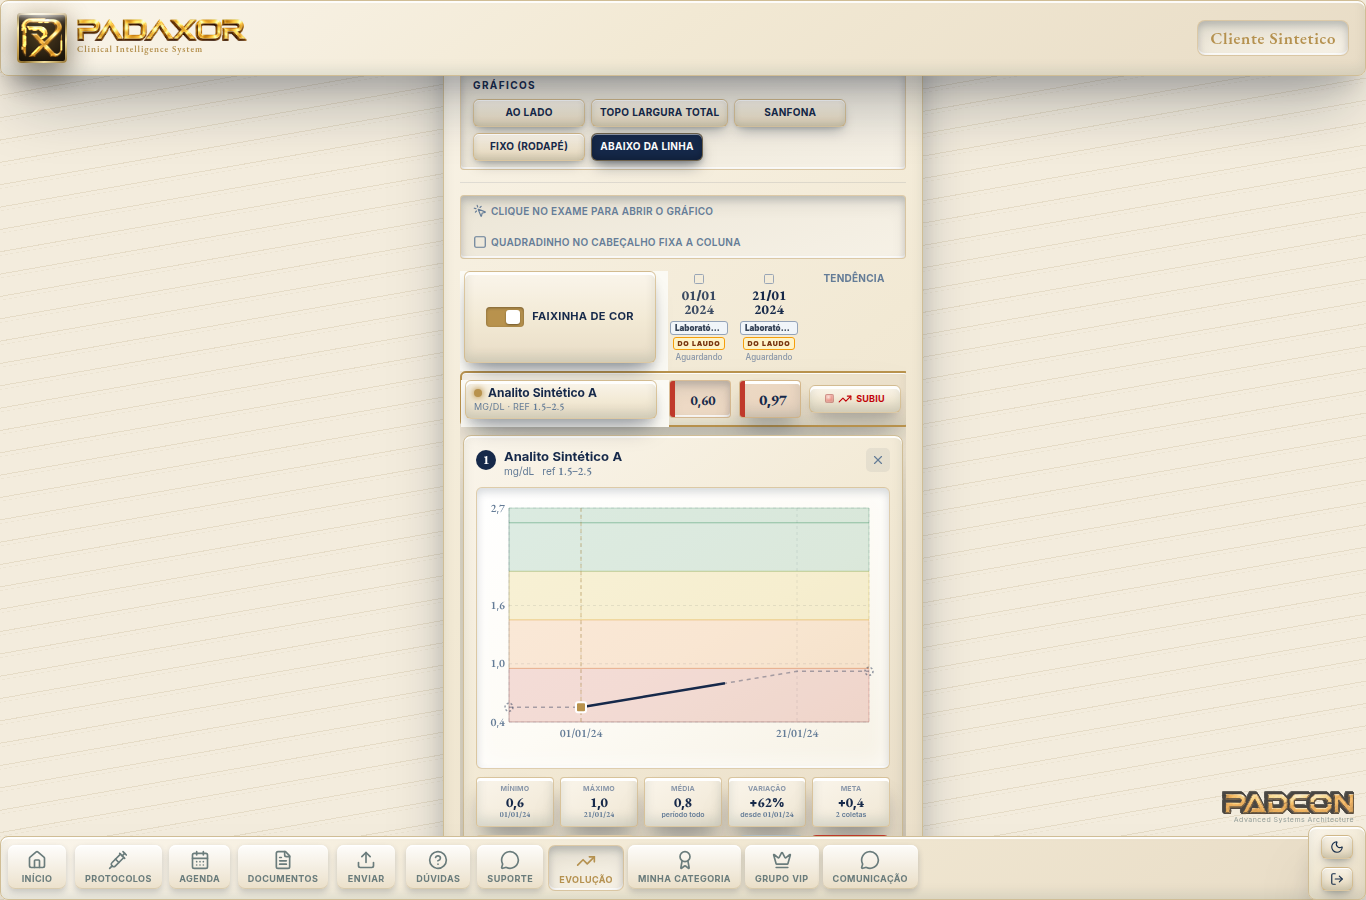 PADAXOR
Clinical Intelligence System
Cliente Sintetico
GRÁFICOS
AO LADO
TOPO LARGURA TOTAL
SANFONA
FIXO (RODAPÉ)
ABAIXO DA LINHA
CLIQUE NO EXAME PARA ABRIR O GRÁFICO
QUADRADINHO NO CABEÇALHO FIXA A COLUNA
FAIXINHA DE COR
01/01
2024
Laborató...
DO LAUDO
Aguardando
21/01
2024
Laborató...
DO LAUDO
Aguardando
TENDÊNCIA
Analito Sintético A
MG/DL · REF 1.5–2.5
0,60
0,97
SUBIU
1
Analito Sintético A
mg/dL ref 1.5–2.5
2,7
1,6
1,0
0,4
01/01/24
21/01/24
MÍNIMO
0,6
01/01/24
MÁXIMO
1,0
21/01/24
MÉDIA
0,8
período todo
VARIAÇÃO
+62%
desde 01/01/24
META
+0,4
2 coletas
PADCON
Advanced Systems Architecture
INÍCIO
PROTOCOLOS
AGENDA
DOCUMENTOS
ENVIAR
DÚVIDAS
SUPORTE
EVOLUÇÃO
MINHA CATEGORIA
GRUPO VIP
COMUNICAÇÃO